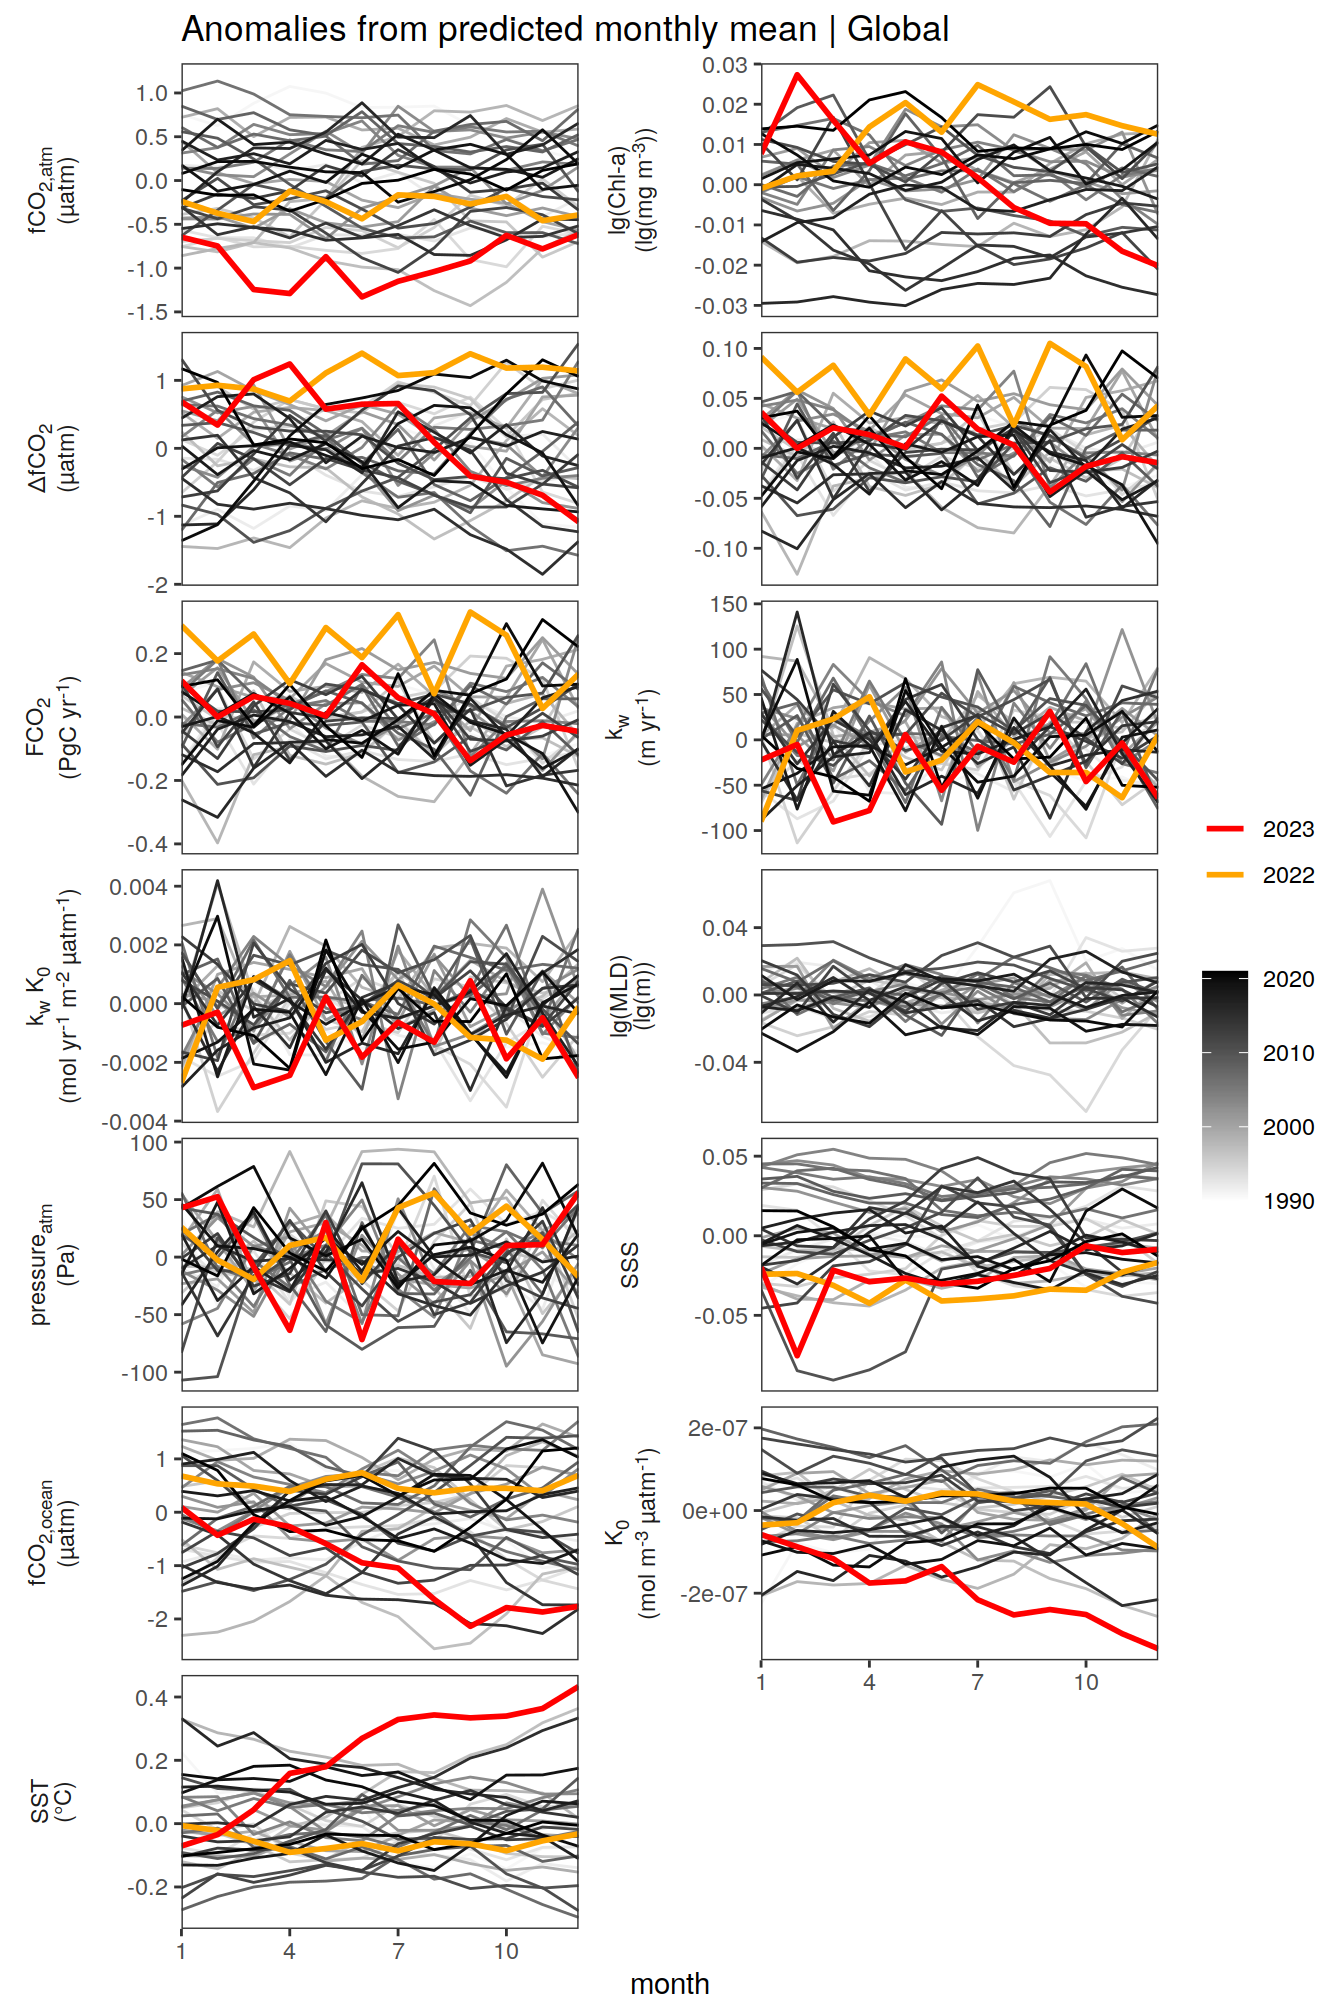 Anomalies from predicted monthly mean | Global
fCO2,atm
(µatm)
1.0
0.5
0.0
-0.5
-1.0
-1.5
lg(Chl-a)
(lg(mg m-3))
0.03
0.02
0.01
0.00
-0.01
-0.02
-0.03
ΔfCO2
(µatm)
1
0
-1
-2
0.10
0.05
0.00
-0.05
-0.10
FCO2
(PgC yr-1)
0.2
0.0
-0.2
-0.4
kw
(m yr-1)
150
100
50
0
-50
-100
kw K0
(mol yr-1 m-2 µatm-1)
0.004
0.002
0.000
-0.002
-0.004
lg(MLD)
(lg(m))
0.04
0.00
-0.04
pressureatm
(Pa)
100
50
0
-50
-100
SSS
0.05
0.00
-0.05
fCO2,ocean
(µatm)
1
0
-1
-2
K0
(mol m-3 µatm-1)
2e-07
0e+00
-2e-07
1 4 7 10
SST
(°C)
0.4
0.2
0.0
-0.2
1 4 7 10
month
2023
2022
2020
2010
2000
1990